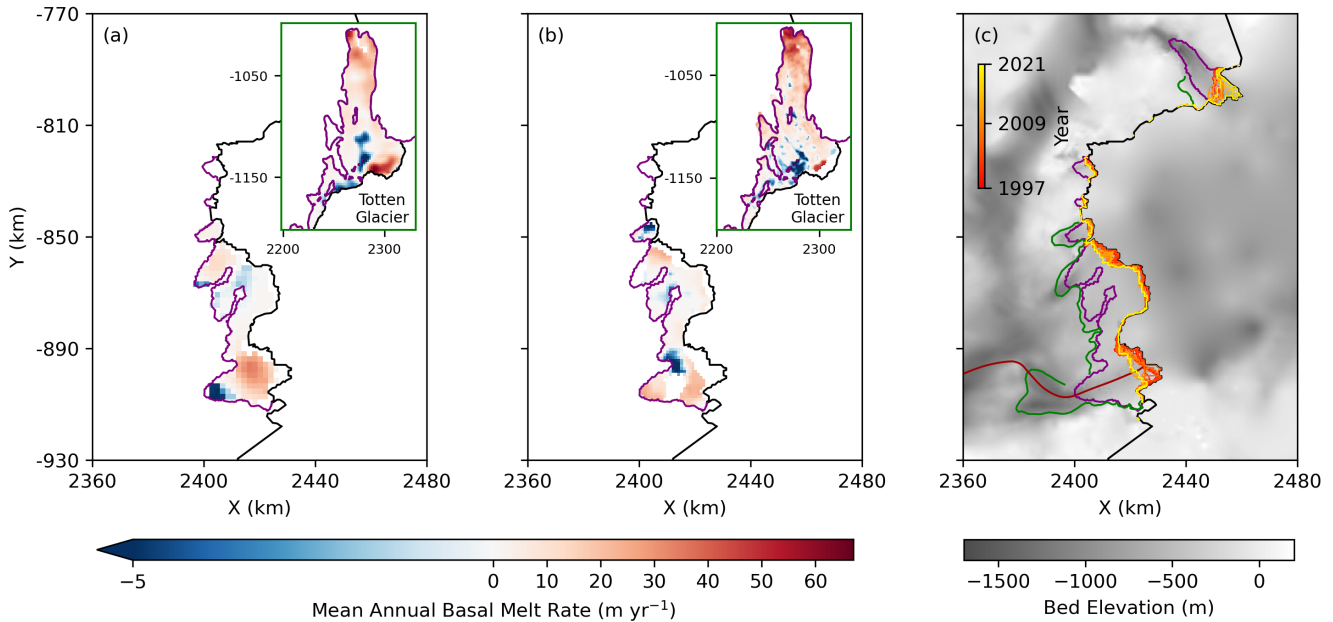 -770
-810
-850
-890
-930
Y (km)
(a)
-1050
-1150
Totten
Glacier
2200
2300
2360
2400
2440
2480
X (km)
(b)
-1050
-1150
Totten
Glacier
2200
2300
2360
2400
2440
2480
X (km)
(c)
2021
2009
1997
Year
2360
2400
2440
2480
X (km)
−5
0
10
20
30
40
50
60
Mean Annual Basal Melt Rate (m yr⁻¹)
−1500
−1000
−500
0
Bed Elevation (m)